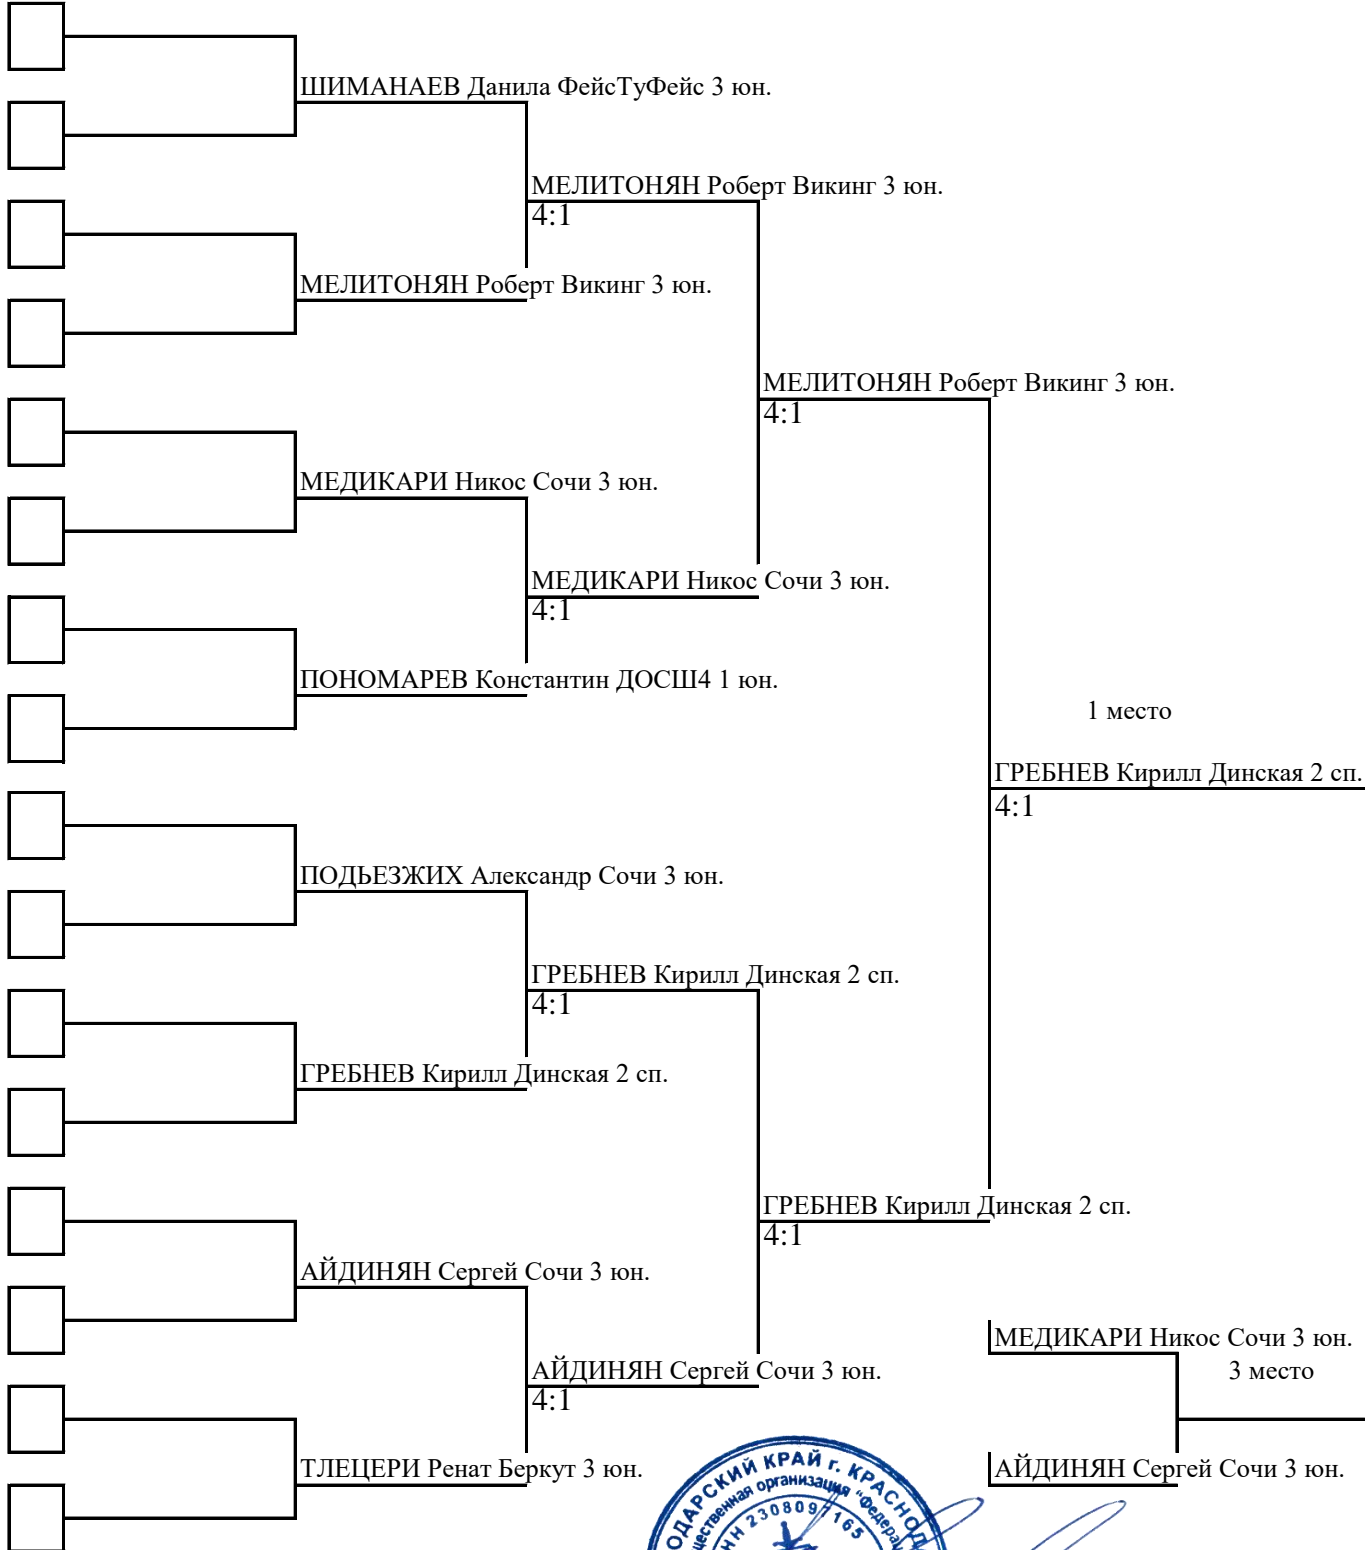 ШИМАНАЕВ Данила ФейсТуФейс 3 юн.
МЕЛИТОНЯН Роберт Викинг 3 юн.
4:1
МЕЛИТОНЯН Роберт Викинг 3 юн.
МЕЛИТОНЯН Роберт Викинг 3 юн.
4:1
МЕДИКАРИ Никос Сочи 3 юн.
МЕДИКАРИ Никос Сочи 3 юн.
4:1
ПОНОМАРЕВ Константин ДОСШ4 1 юн.
1 место
ГРЕБНЕВ Кирилл Динская 2 сп.
4:1
ПОДЬЕЗЖИХ Александр Сочи 3 юн.
ГРЕБНЕВ Кирилл Динская 2 сп.
4:1
ГРЕБНЕВ Кирилл Динская 2 сп.
ГРЕБНЕВ Кирилл Динская 2 сп.
4:1
АЙДИНЯН Сергей Сочи 3 юн.
МЕДИКАРИ Никос Сочи 3 юн.
3 место
АЙДИНЯН Сергей Сочи 3 юн.
4:1
ТЛЕЦЕРИ Ренат Беркут 3 юн.
АЙДИНЯН Сергей Сочи 3 юн.
КРАЙ г.
организация
2308097165